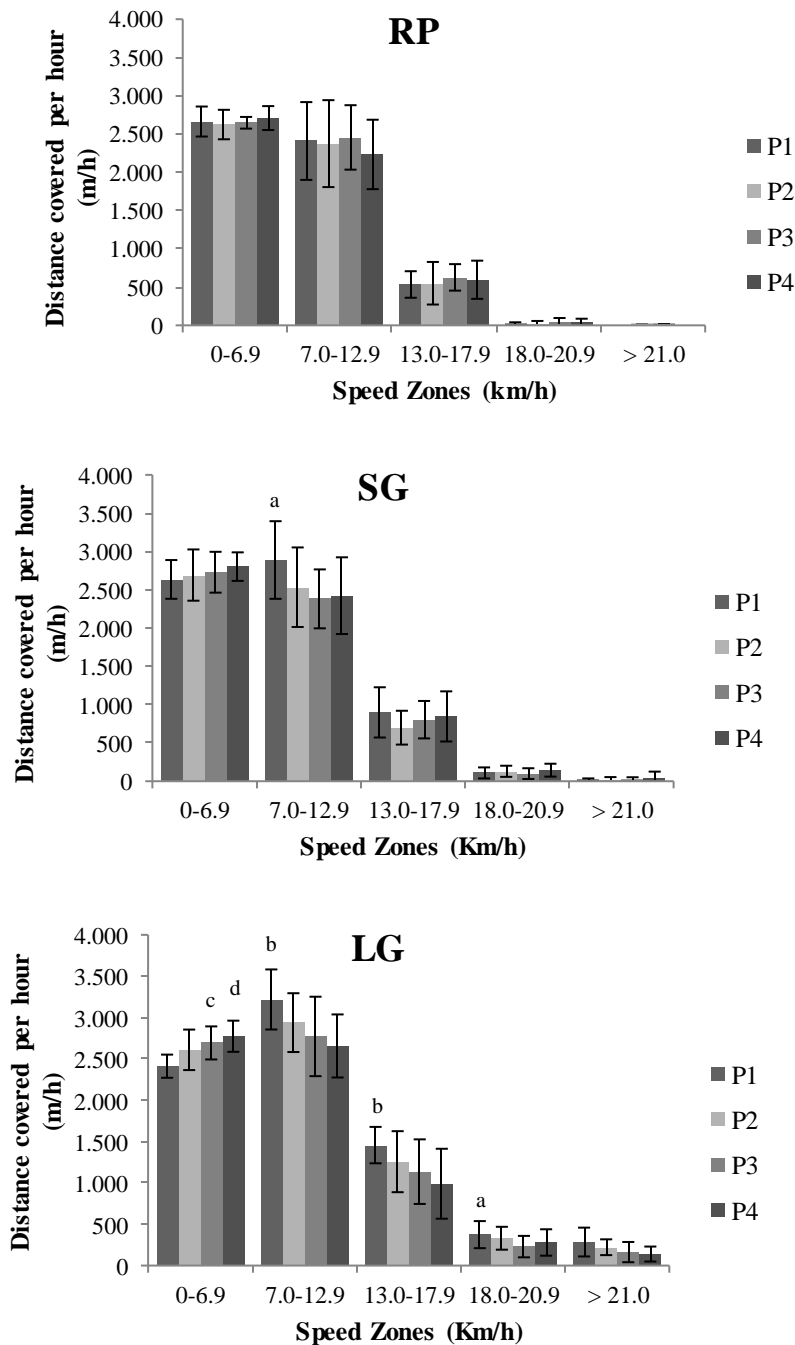 RP
Distance covered per hour
(m/h)
4.000
3.500
3.000
2.500
2.000
1.500
1.000
500
0
0-6.9 7.0-12.9 13.0-17.9 18.0-20.9 > 21.0
Speed Zones (km/h)
P1
P2
P3
P4
SG
Distance covered per hour
(m/h)
4.000
3.500
3.000
2.500
2.000
1.500
1.000
500
0
a
0-6.9 7.0-12.9 13.0-17.9 18.0-20.9 > 21.0
Speed Zones (Km/h)
P1
P2
P3
P4
LG
Distance covered per hour
(m/h)
4.000
3.500
3.000
2.500
2.000
1.500
1.000
500
0
c d b
b
a
0-6.9 7.0-12.9 13.0-17.9 18.0-20.9 > 21.0
Speed Zones (Km/h)
P1
P2
P3
P4